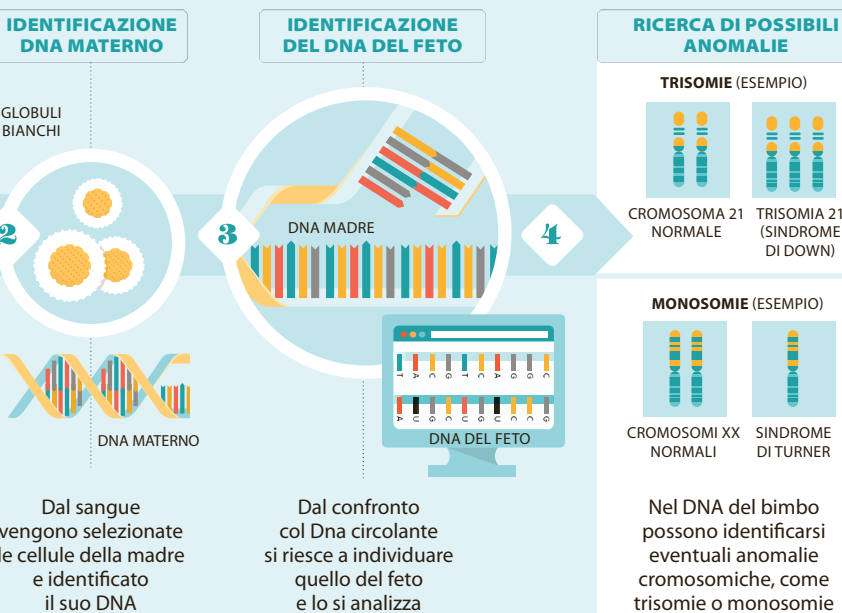 IDENTIFICAZIONE
DNA MATERNO
GLOBULI
BIANCHI
2
DNA MATERNO
Dal sangue
vengono selezionate
le cellule della madre
e identificato
il suo DNA
IDENTIFICAZIONE
DEL DNA DEL FETO
3
DNA MADRE
T A C G T C A G G C
A U G C U G U C C G
DNA DEL FETO
Dal confronto
col Dna circolante
si riesce a individuare
quello del feto
e lo si analizza
4
RICERCA DI POSSIBILI
ANOMALIE
TRISOMIE (ESEMPIO)
CROMOSOMA 21
NORMALE
TRISOMIA 21
(SINDROME
DI DOWN)
MONOSOMIE (ESEMPIO)
CROMOSOMI XX
NORMALI
SINDROME
DI TURNER
Nel DNA del bimbo
possono identificarsi
eventuali anomalie
cromosomiche, come
trisomie o monosomie